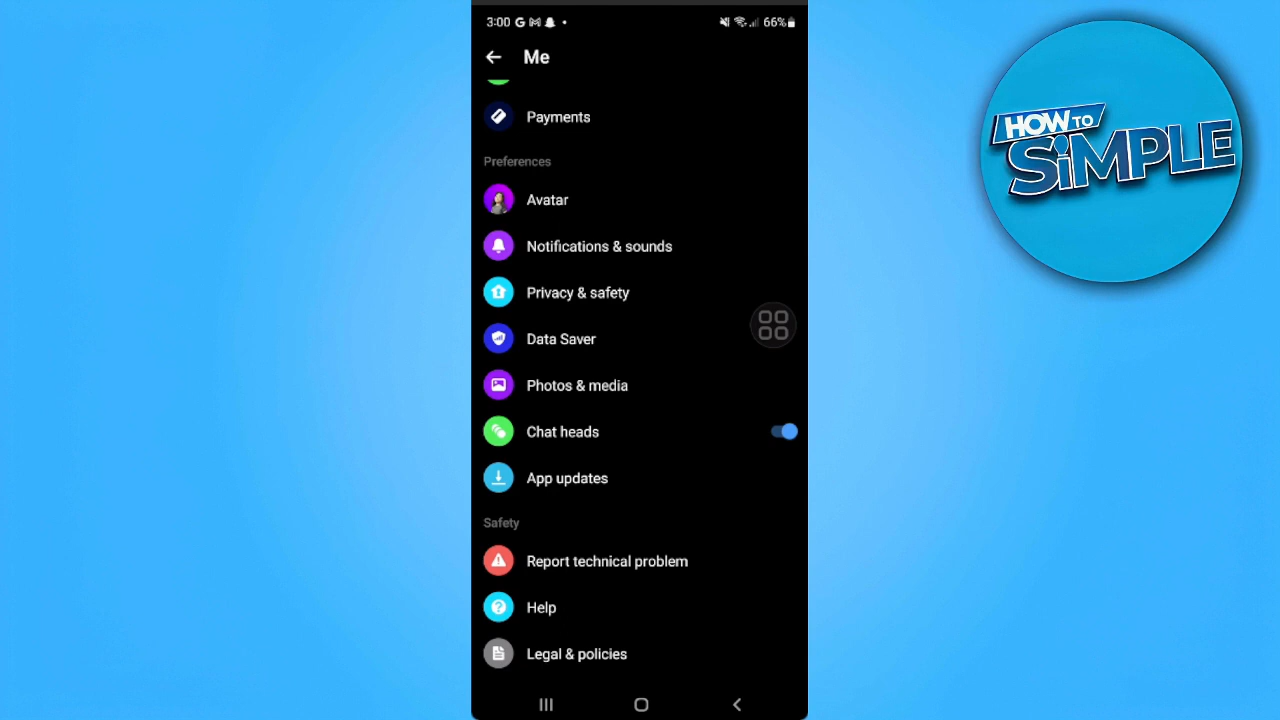 3:00
66%
Me
Payments
Preferences
Avatar
Notifications & sounds
Privacy & safety
Data Saver
Photos & media
Chat heads
App updates
Safety
Report technical problem
Help
Legal & policies
HOW TO
SiMPLE